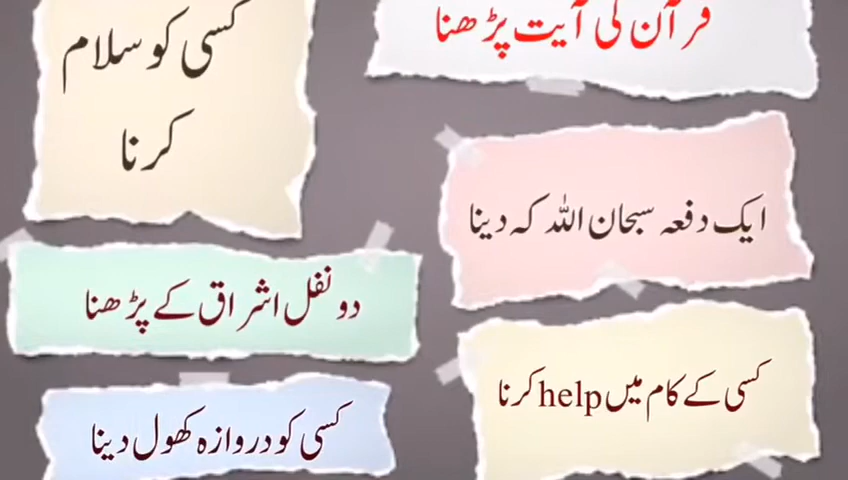 قرآن کی آیت پڑھنا
کسی کو سلام
کرنا
ایک دفعہ سبحان اللہ کہ دینا
دو نفل اشراق کے پڑھنا
کسی کے کام میں help کرنا
کسی کو دروازہ کھول دینا